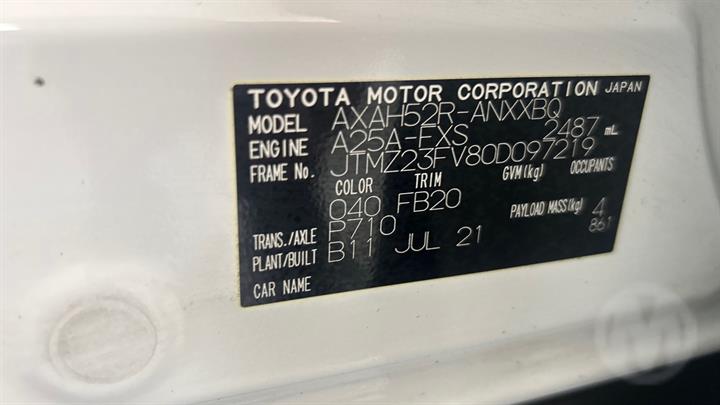 TOYOTA MOTOR CORPORATION JAPAN
MODEL AXAH52R-ANXXBQ
ENGINE A25A-FXS 2487 mL
FRAME No. JTMZ23FV80D097219
COLOR TRIM GVM(kg) OCCUPANTS
040 FB20
TRANS./AXLE P710 PAYLOAD MASS(kg) 4
PLANT/BUILT B11 JUL 21 861
CAR NAME
M